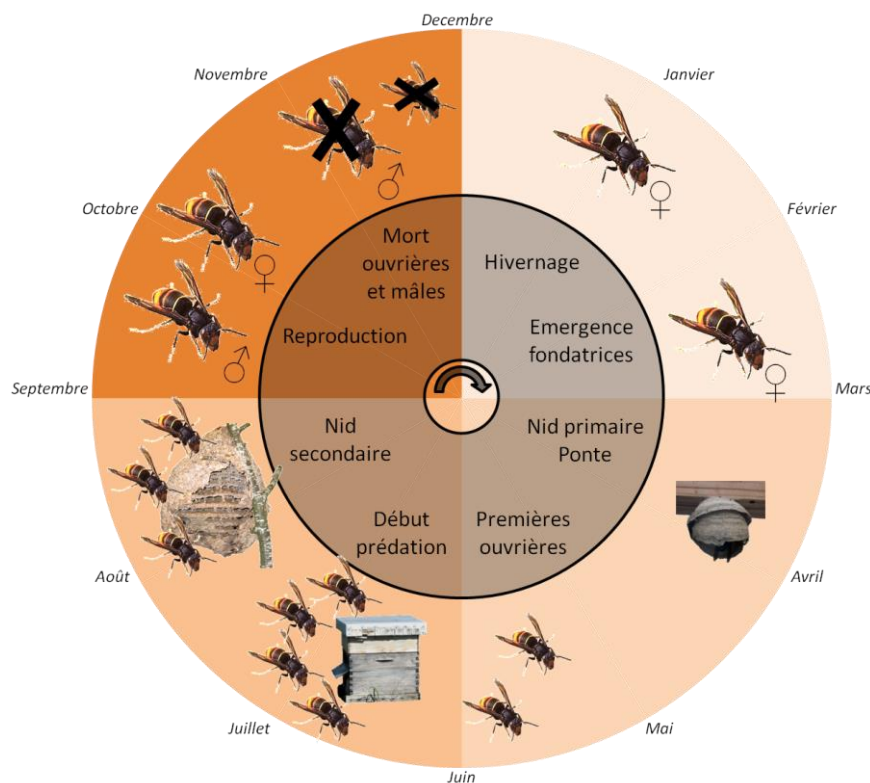 Decembre
Novembre
Janvier
Octobre
Février
Mort
ouvrières
et mâles
Hivernage
Reproduction
Emergence
fondatrices
Septembre
Mars
Nid
secondaire
Nid primaire
Ponte
Début
prédation
Premières
ouvrières
Août
Avril
Juillet
Mai
Juin